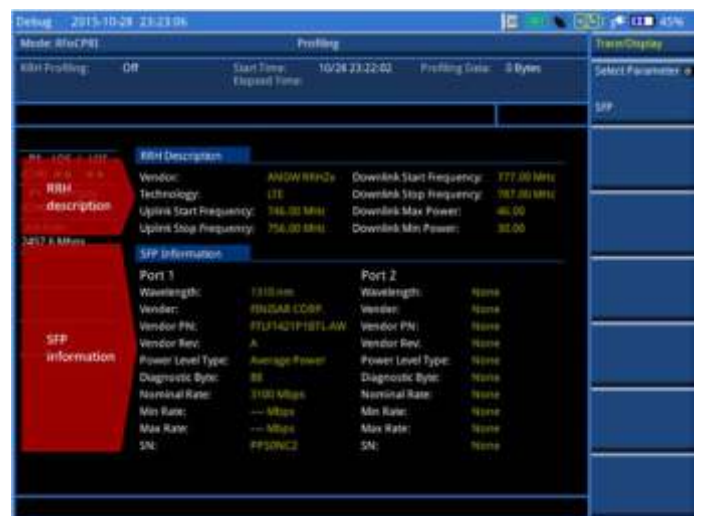 Debug 2015-10-28 23:23:06 45%
Mode: RFoCPRI Profiling Trace/Display
RRH Profiling: Off Start Time: 10/28 23:22:02 Profiling Data: 0 Bytes Select Parameter
Elapsed Time:
SFP
RRH Description
Vendor: Downlink Start Frequency: 777.00 MHz
Technology: LTE Downlink Stop Frequency: 787.00 MHz
Uplink Start Frequency: 746.00 MHz Downlink Max Power: 46.00
Uplink Stop Frequency: 756.00 MHz Downlink Min Power: 30.00
RRH
description
2457.6 Mbps
SFP Information
Port 1 Port 2
Wavelength: 1310 nm Wavelength: None
Vender: FINISAR CORP. Vender: None
Vendor PN: FTLF1421P1BTL-AW Vendor PN: None
Vendor Rev: A Vendor Rev: None
Power Level Type: Average Power Power Level Type: None
Diagnostic Byte: Diagnostic Byte: None
Nominal Rate: 3100 Mbps Nominal Rate: None
Min Rate: --- Mbps Min Rate: None
Max Rate: --- Mbps Max Rate: None
SN: SN: None
SFP
information